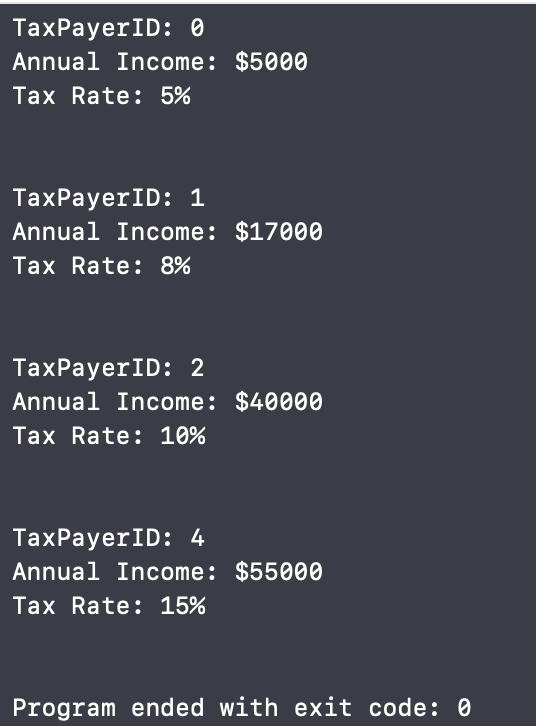 TaxPayerID: 0
Annual Income: $5000
Tax Rate: 5%
TaxPayerID: 1
Annual Income: $17000
Tax Rate: 8%
TaxPayerID: 2
Annual Income: $40000
Tax Rate: 10%
TaxPayerID: 4
Annual Income: $55000
Tax Rate: 15%
Program ended with exit code: 0